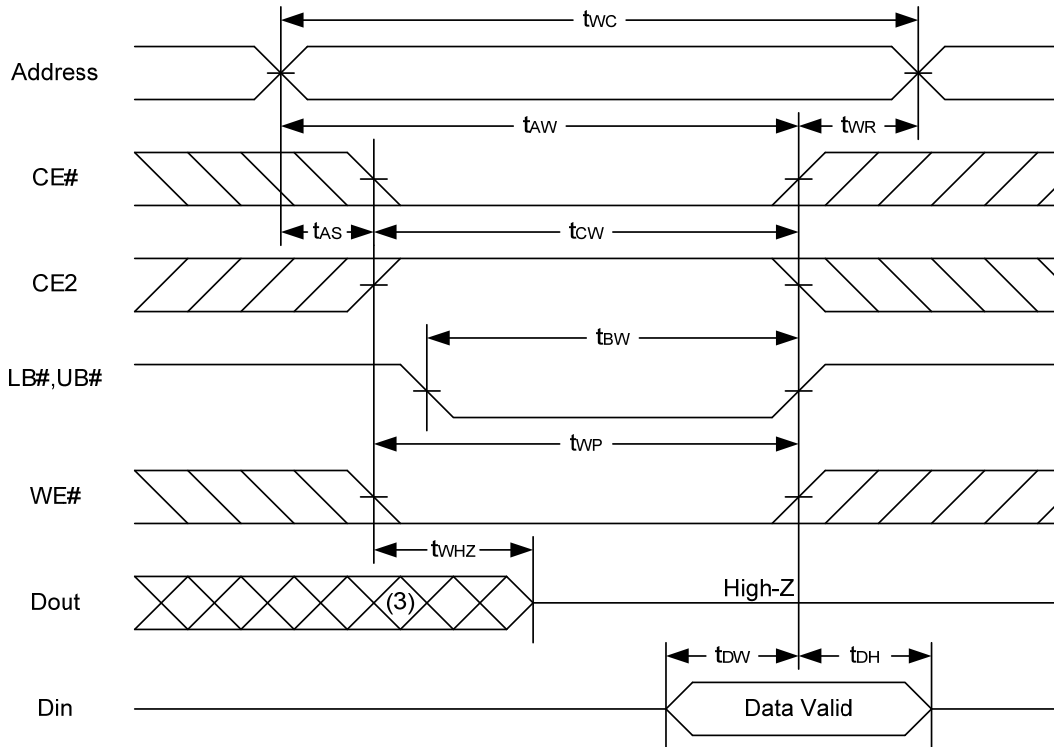 tWC
Address
tAW
tWR
CE#
tAS
tCW
CE2
tBW
LB#,UB#
tWP
WE#
tWHZ
Dout
(3)
High-Z
tDW
tDH
Din
Data Valid